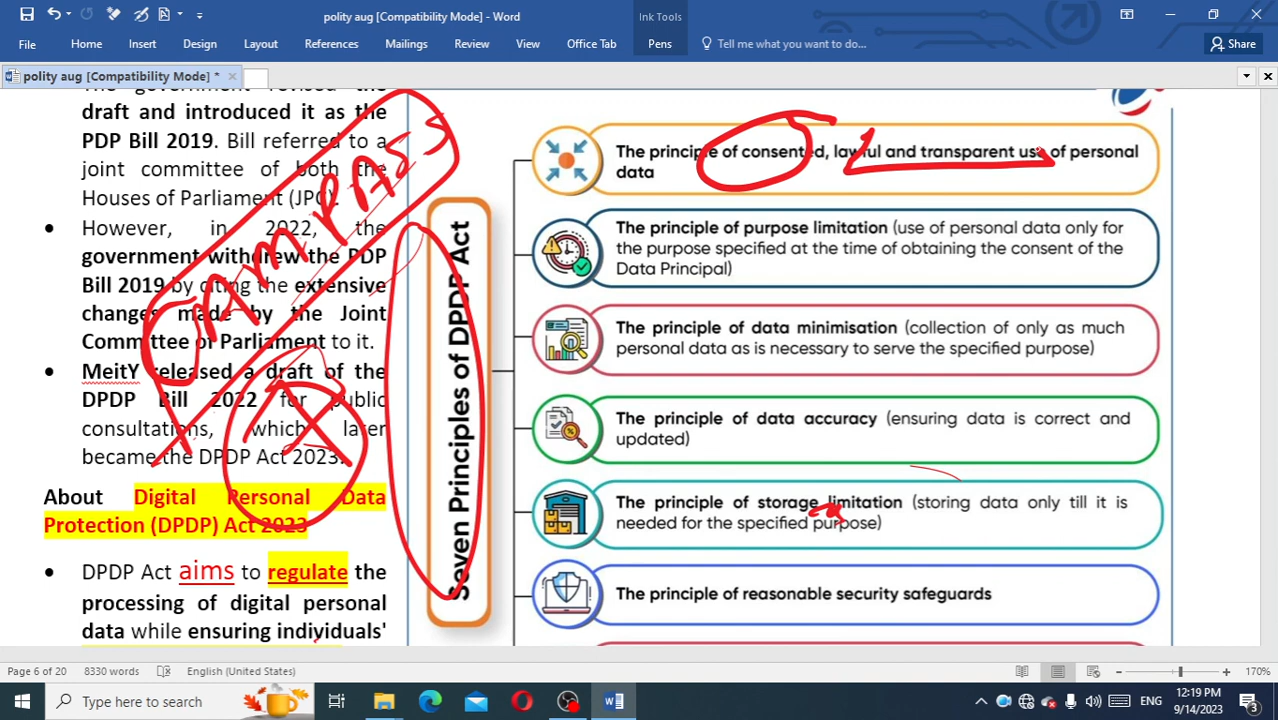 polity aug [Compatibility Mode] - Word
Ink Tools
File Home Insert Design Layout References Mailings Review View Office Tab Pens Tell me what you want to do... Share
polity aug [Compatibility Mode] *
draft and introduced it as the
PDP Bill 2019. Bill referred to a
joint committee of both the
Houses of Parliament (JPC).
However, in 2022, the
government withdrew the PDP
Bill 2019 by citing the extensive
changes made by the Joint
Committee of Parliament to it.
MeitY released a draft of the
DPDP Bill 2022 for public
consultations, which later
became the DPDP Act 2023.
About Digital Personal Data
Protection (DPDP) Act 2023
DPDP Act aims to regulate the
processing of digital personal
data while ensuring individuals'
Seven Principles of DPDP Act
The principle of consented, lawful and transparent use of personal
data
The principle of purpose limitation (use of personal data only for
the purpose specified at the time of obtaining the consent of the
Data Principal)
The principle of data minimisation (collection of only as much
personal data as is necessary to serve the specified purpose)
The principle of data accuracy (ensuring data is correct and
updated)
The principle of storage limitation (storing data only till it is
needed for the specified purpose)
The principle of reasonable security safeguards
Page 6 of 20 8330 words English (United States) 170%
Type here to search
12:19 PM
9/14/2023
3